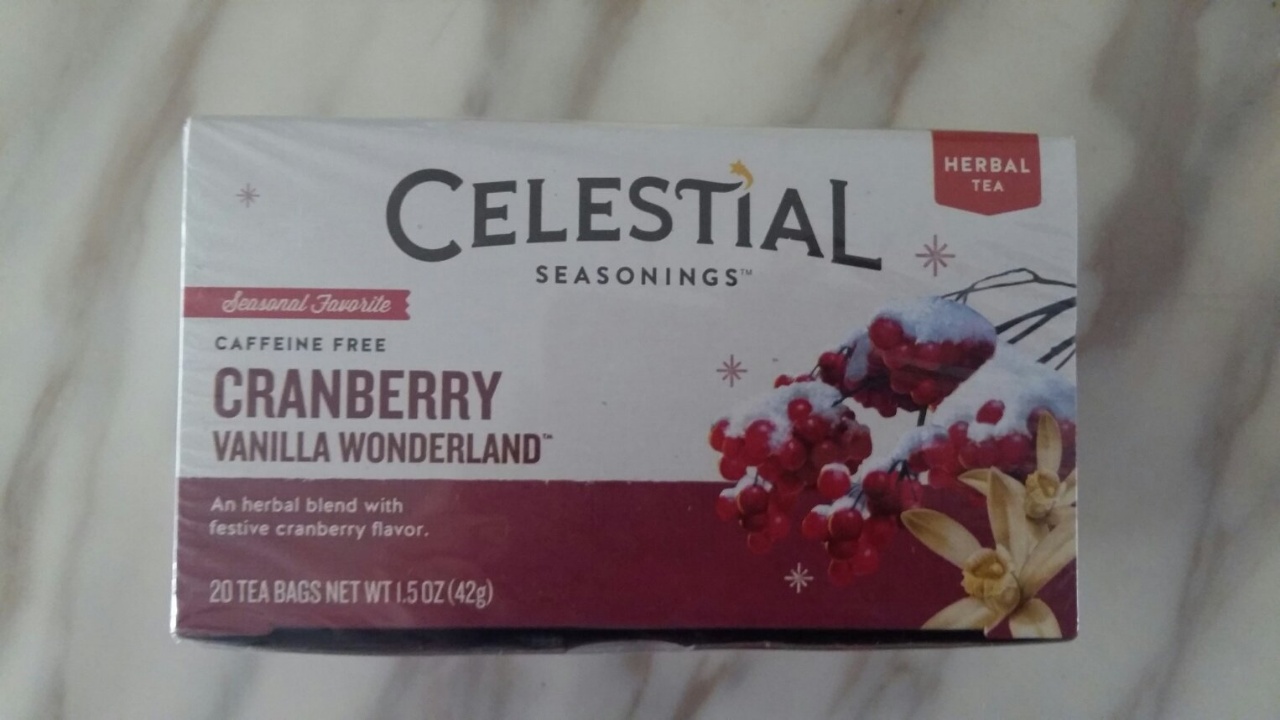 CELESTIAL
SEASONINGS™
HERBAL
TEA
Seasonal Favorite
CAFFEINE FREE
CRANBERRY
VANILLA WONDERLAND™
An herbal blend with
festive cranberry flavor.
20 TEA BAGS NET WT 1.5 OZ (42g)